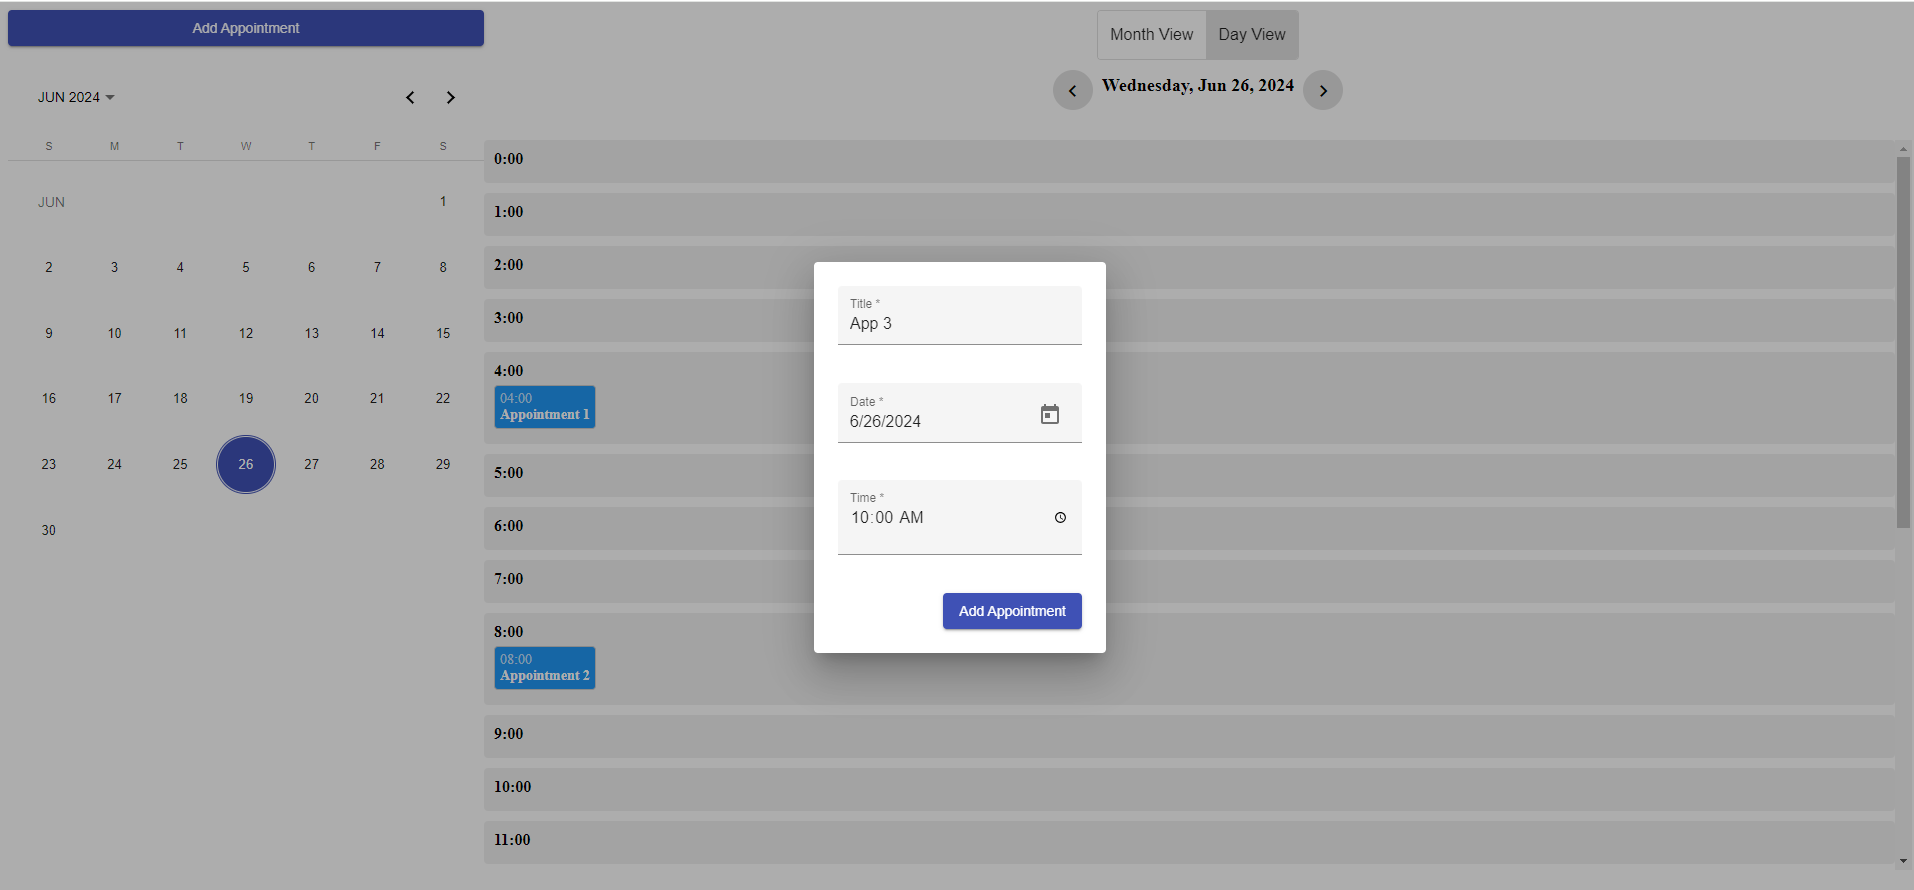 Add Appointment
JUN 2024
S M T W T F S
JUN 1
2 3 4 5 6 7 8
9 10 11 12 13 14 15
16 17 18 19 20 21 22
23 24 25 26 27 28 29
30
Month View Day View
Wednesday, Jun 26, 2024
0:00
1:00
2:00
3:00
4:00
04:00
Appointment 1
5:00
6:00
7:00
8:00
08:00
Appointment 2
9:00
10:00
11:00
Title *
App 3
Date *
6/26/2024
Time *
10:00 AM
Add Appointment